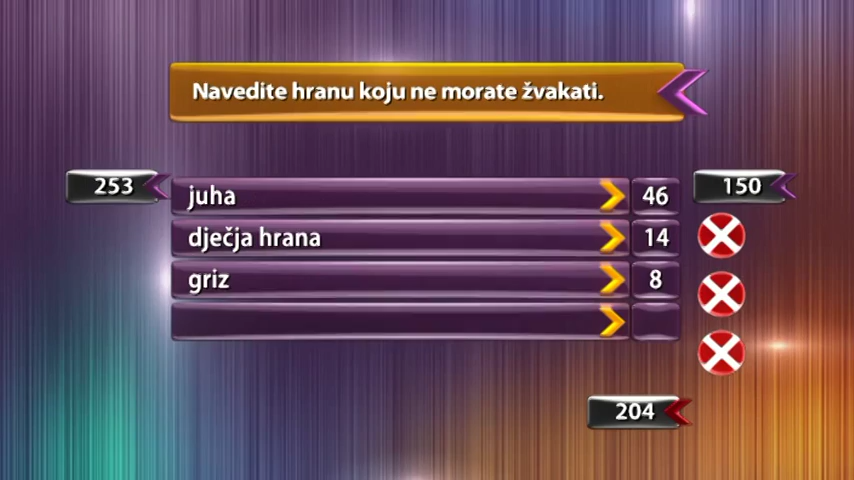 Navedite hranu koju ne morate žvakati.
253
juha
46
150
dječja hrana
14
griz
8
204